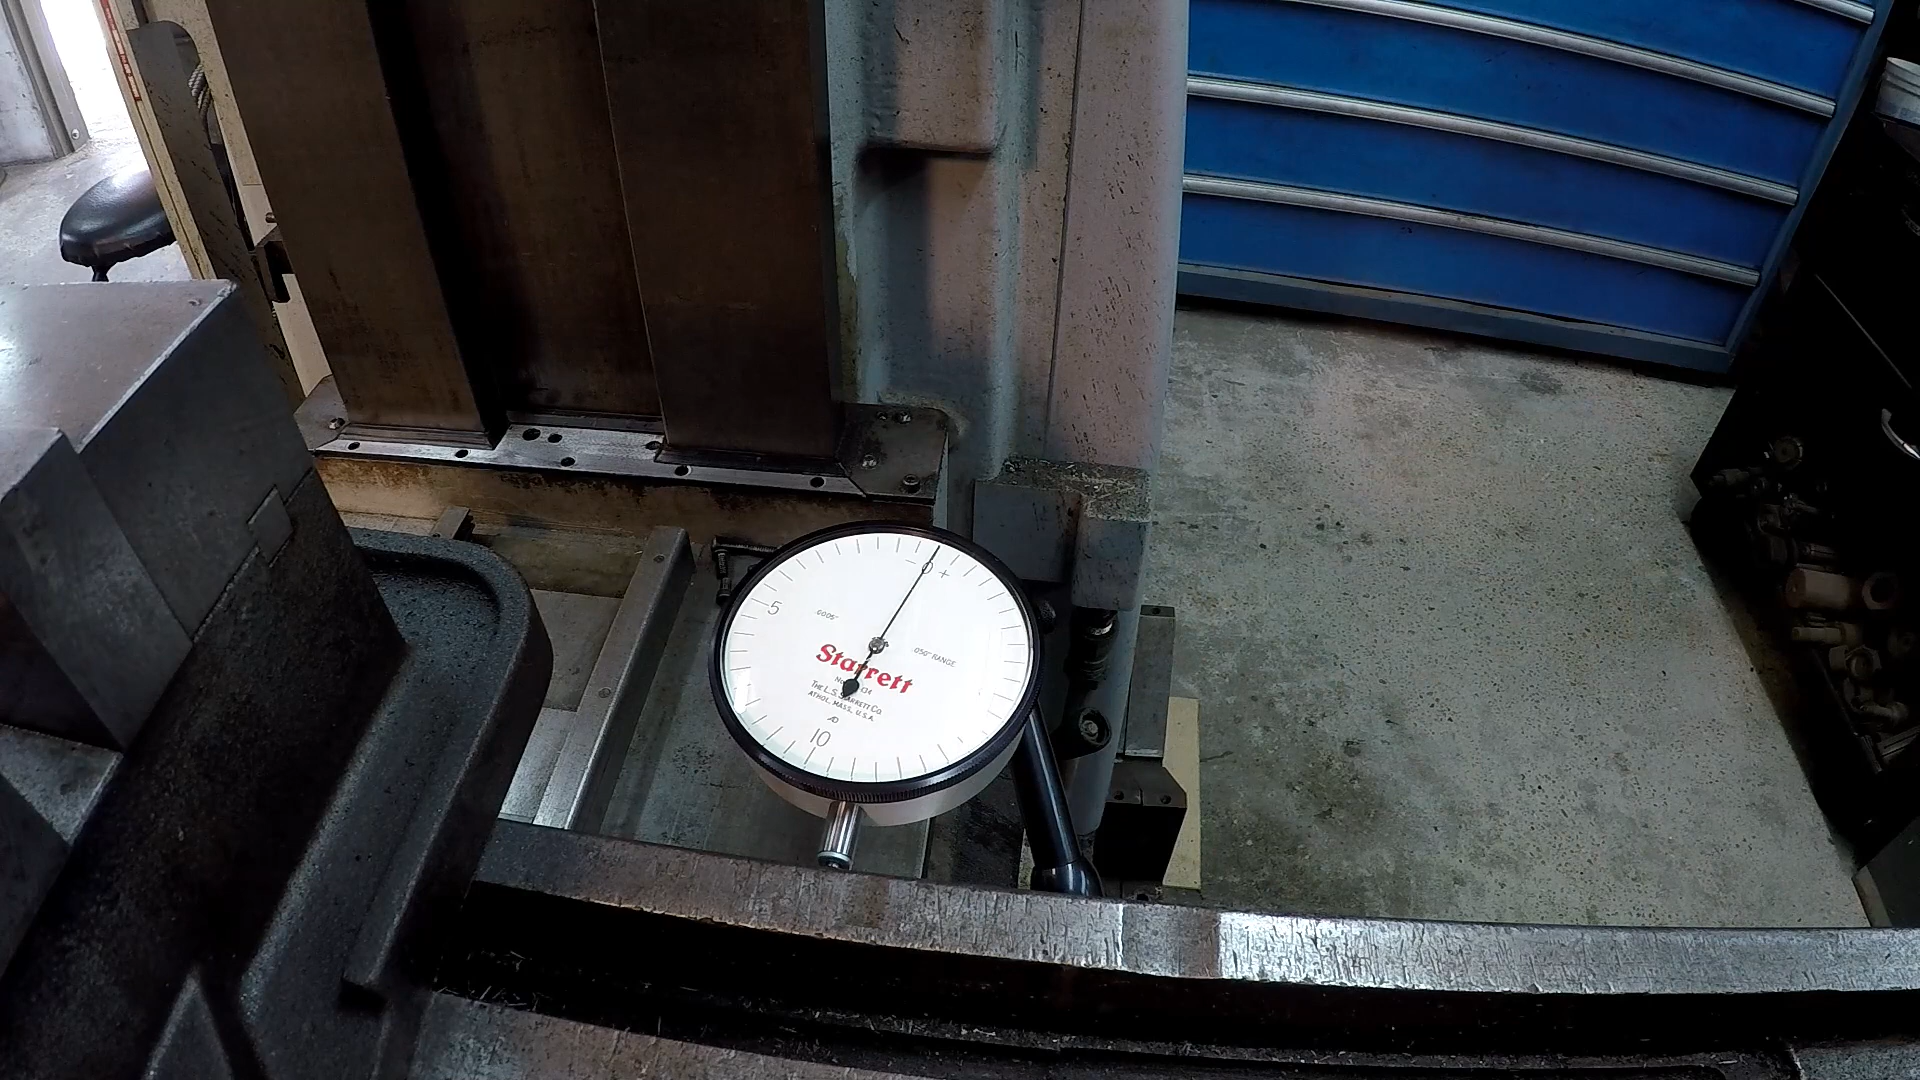 - 0 +
5
.0005"
.050" RANGE
Starrett
THE L.S. STARRETT CO.
ATHOL, MASS., U.S.A.
10